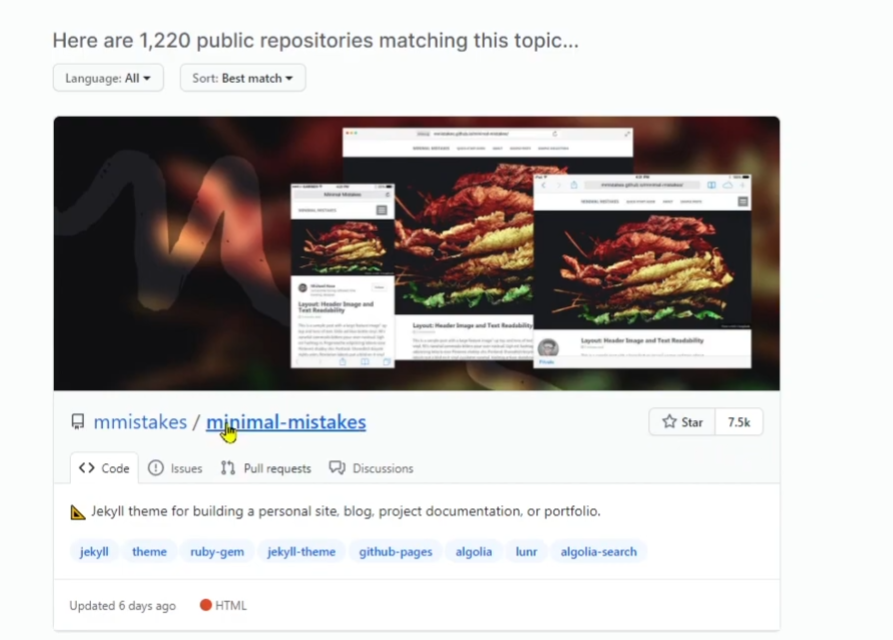 Here are 1,220 public repositories matching this topic...
Language: All
Sort: Best match
Layout: Header Image and
Text Readability
Layout: Header Image and Text Readability
Layout: Header Image and Text Readability
mmistakes / minimal-mistakes
Star 7.5k
Code Issues Pull requests Discussions
Jekyll theme for building a personal site, blog, project documentation, or portfolio.
jekyll theme ruby-gem jekyll-theme github-pages algolia lunr algolia-search
Updated 6 days ago HTML